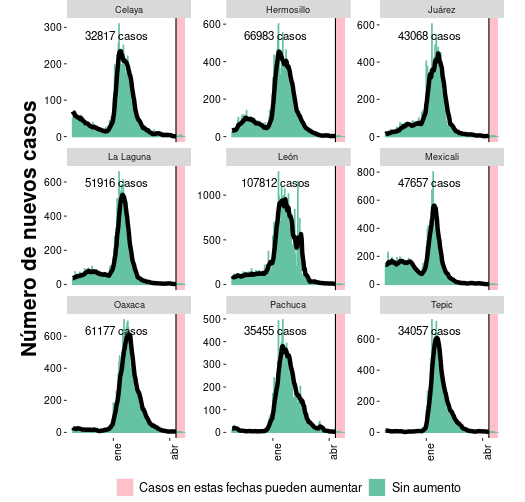 Número de nuevos casos
Celaya
32817 casos
300
200
100
0
Hermosillo
66983 casos
600
400
200
0
Juárez
43068 casos
600
400
200
0
La Laguna
51916 casos
600
400
200
0
León
107812 casos
1000
500
0
Mexicali
47657 casos
800
600
400
200
0
Oaxaca
61177 casos
600
400
200
0
ene
abr
Pachuca
35455 casos
500
400
300
200
100
0
ene
abr
Tepic
34057 casos
600
400
200
0
ene
abr
Casos en estas fechas pueden aumentar
Sin aumento